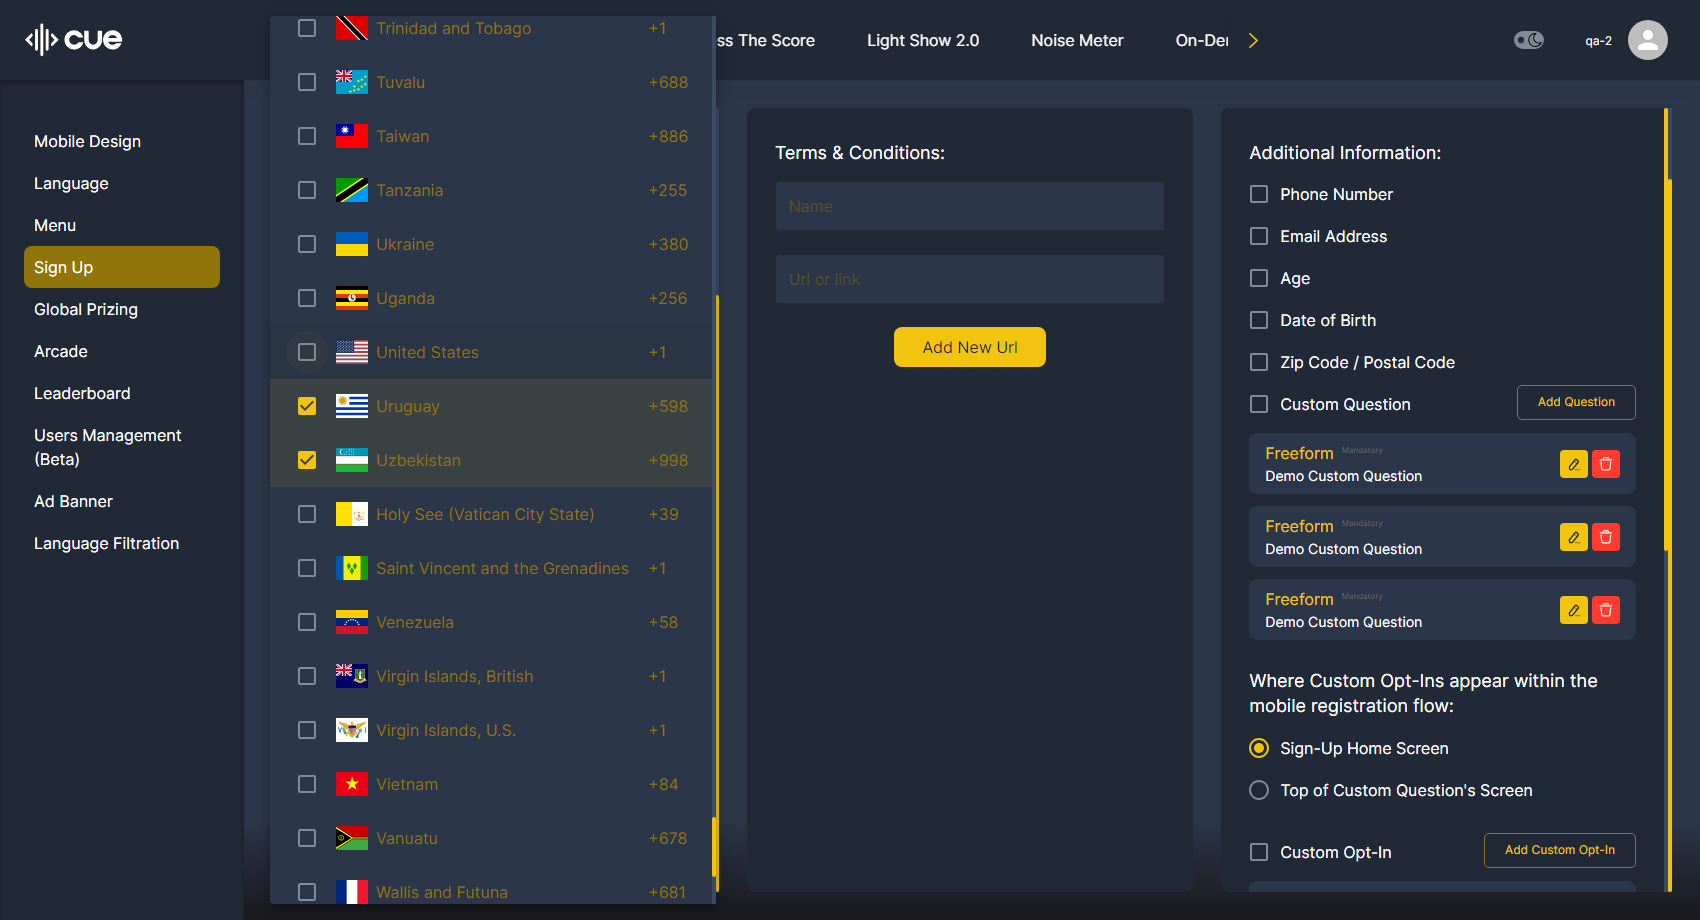 cue
ss The Score
Light Show 2.0
Noise Meter
On-De
qa-2
Mobile Design
Language
Menu
Sign Up
Global Prizing
Arcade
Leaderboard
Users Management
(Beta)
Ad Banner
Language Filtration
Trinidad and Tobago +1
Tuvalu +688
Taiwan +886
Tanzania +255
Ukraine +380
Uganda +256
United States +1
Uruguay +598
Uzbekistan +998
Holy See (Vatican City State) +39
Saint Vincent and the Grenadines +1
Venezuela +58
Virgin Islands, British +1
Virgin Islands, U.S. +1
Vietnam +84
Vanuatu +678
Wallis and Futuna +681
Terms & Conditions:
Name
Url or link
Add New Url
Additional Information:
Phone Number
Email Address
Age
Date of Birth
Zip Code / Postal Code
Custom Question
Add Question
Freeform Mandatory
Demo Custom Question
Freeform Mandatory
Demo Custom Question
Freeform Mandatory
Demo Custom Question
Where Custom Opt-Ins appear within the
mobile registration flow:
Sign-Up Home Screen
Top of Custom Question's Screen
Custom Opt-In
Add Custom Opt-In